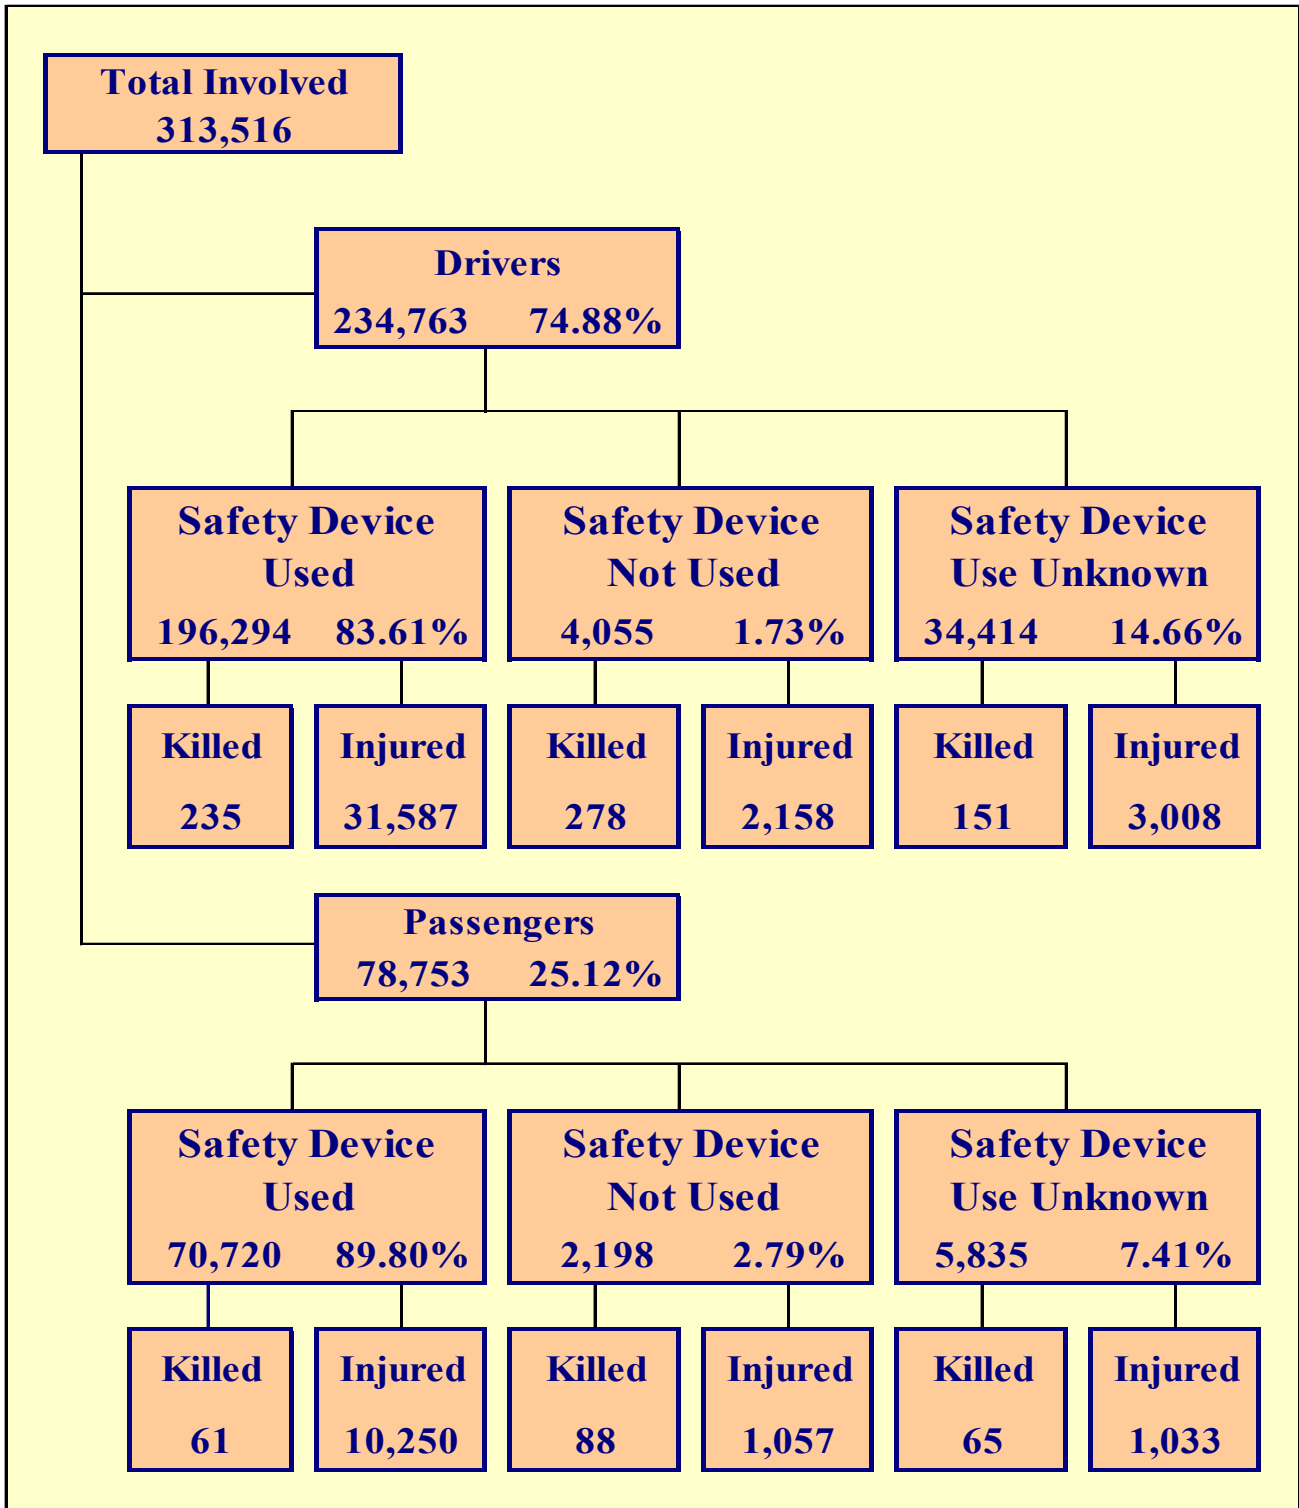 Total Involved
313,516
Drivers
234,763 74.88%
Safety Device Used
196,294 83.61%
Safety Device Not Used
4,055 1.73%
Safety Device Use Unknown
34,414 14.66%
Killed
235
Injured
31,587
Killed
278
Injured
2,158
Killed
151
Injured
3,008
Passengers
78,753 25.12%
Safety Device
Used
70,720 89.80%
Safety Device
Not Used
2,198 2.79%
Safety Device
Use Unknown
5,835 7.41%
Killed
61
Injured
10,250
Killed
88
Injured
1,057
Killed
65
Injured
1,033